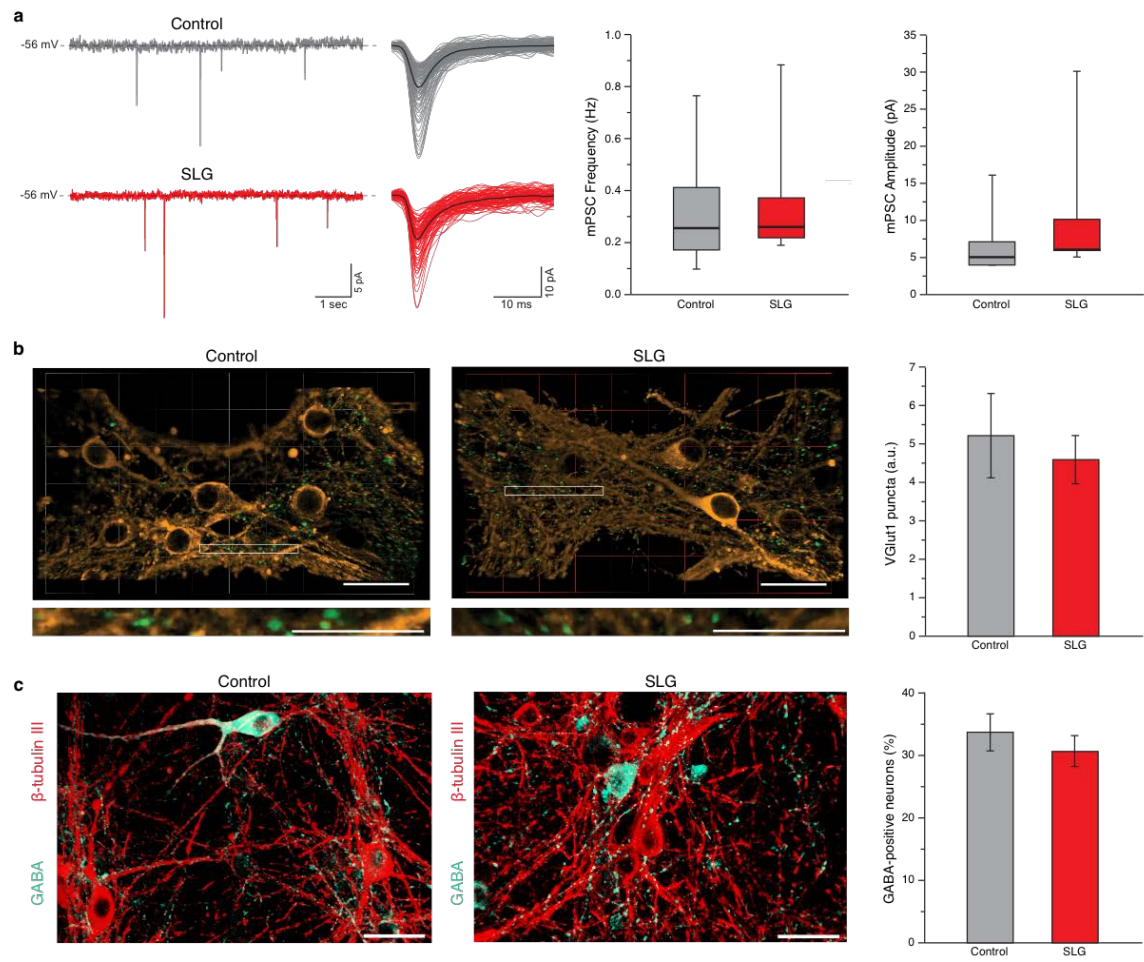 a
Control
-56 mV
SLG
-56 mV
1 sec
5 pA
10 ms
10 pA
mPSC Frequency (Hz)
1.0
0.8
0.6
0.4
0.2
0.0
Control SLG
mPSC Amplitude (pA)
35
30
25
20
15
10
5
0
Control SLG
b
Control
SLG
VGlut1 puncta (a.u.)
7
6
5
4
3
2
1
0
Control SLG
c
Control
β-tubulin III
GABA
SLG
β-tubulin III
GABA
GABA-positive neurons (%)
40
30
20
10
0
Control SLG